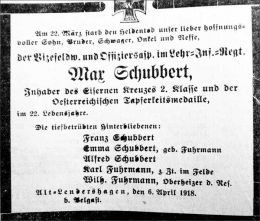 Am 22. März starb den Heldentod unser lieber hoffnungs-
voller Sohn, Bruder, Schwager, Onkel und Neffe,
der Vizefeldw. und Offiziersasp. im Lehr-Inf.-Regt.
Max Schubbert,
Inhaber des Eisernen Kreuzes 2. Klasse und der
Oesterreichischen Tapferkeitsmedaille,
im 22. Lebensjahre.
Die tiefbetrübten Hinterbliebenen:
Franz Schubbert
Emma Schubbert, geb. Fuhrmann
Alfred Schubbert
Karl Fuhrmann, z. Zt. im Felde
Wilh. Fuhrmann, Oberheizer d. Res.
Alt-Lendershagen, den 6. April 1918.
b. Velgast.